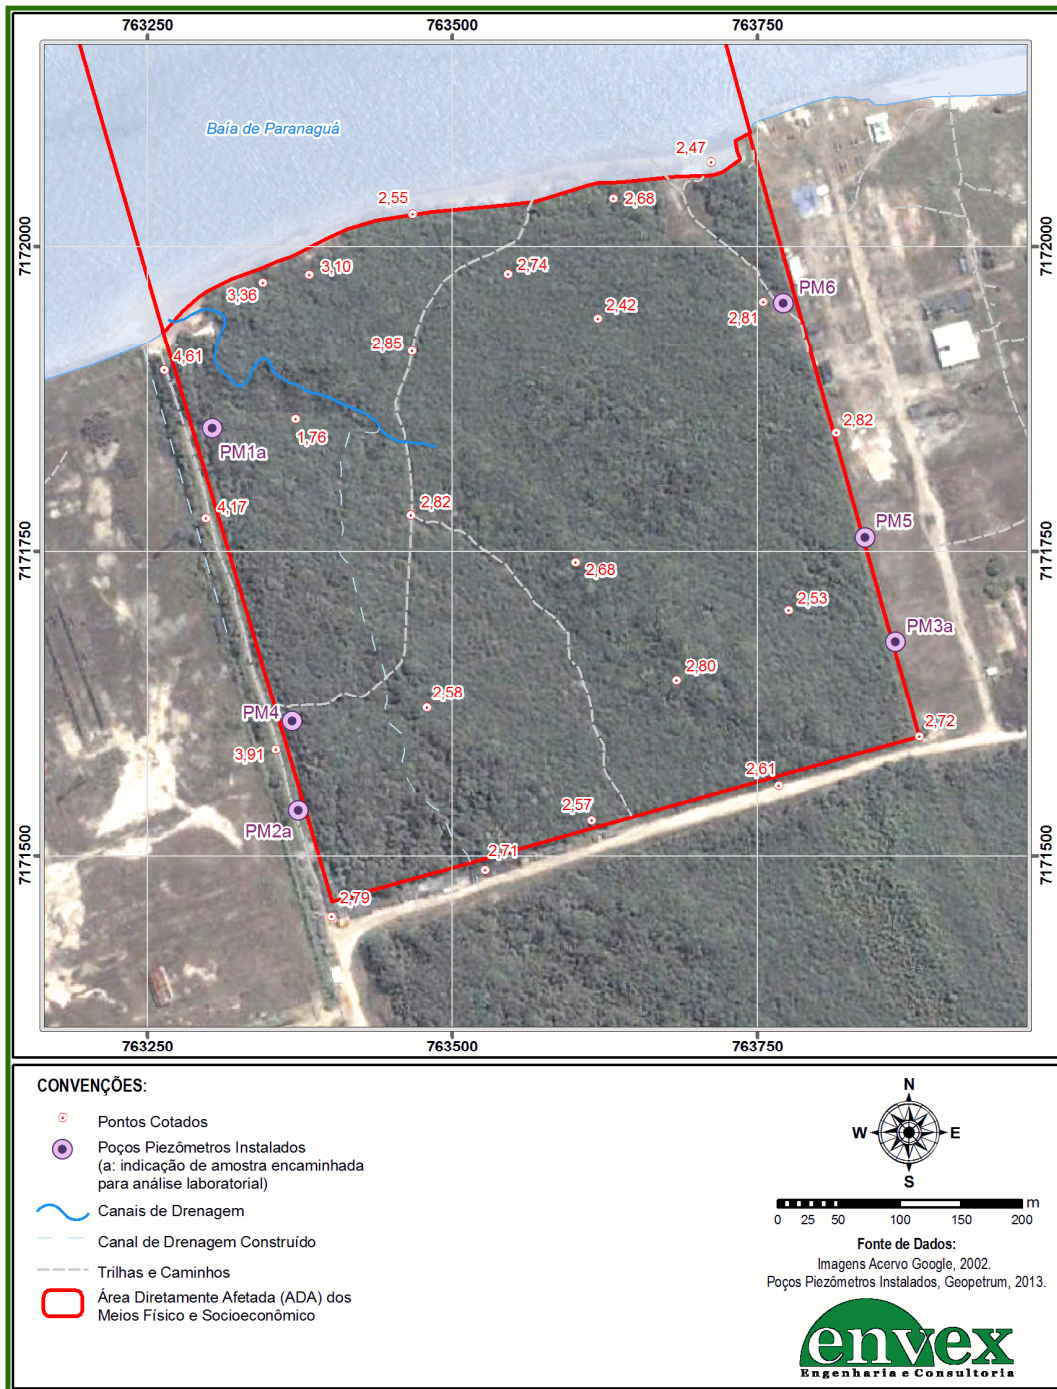 763250 763500 763750
Baía de Paranaguá
2,47
2,55
2,68
7172000 7172000
3,10
2,74
3,36
PM6
2,42
2,81
2,85
4,61
2,82
1,76
PM1a
4,17
2,82
PM5
7171750 7171750
2,68
2,53
PM3a
2,80
2,58
PM4
2,72
3,91
2,61
PM2a
2,57
7171500 7171500
2,71
2,79
763250 763500 763750
CONVENÇÕES:
Pontos Cotados
Poços Piezômetros Instalados
(a: indicação de amostra encaminhada
para análise laboratorial)
Canais de Drenagem
Canal de Drenagem Construído
Trilhas e Caminhos
Área Diretamente Afetada (ADA) dos
Meios Físico e Socioeconômico
N
W E
S
m
0 25 50 100 150 200
Fonte de Dados:
Imagens Acervo Google, 2002.
Poços Piezômetros Instalados, Geopetrum, 2013.
envex
Engenharia e Consultoria